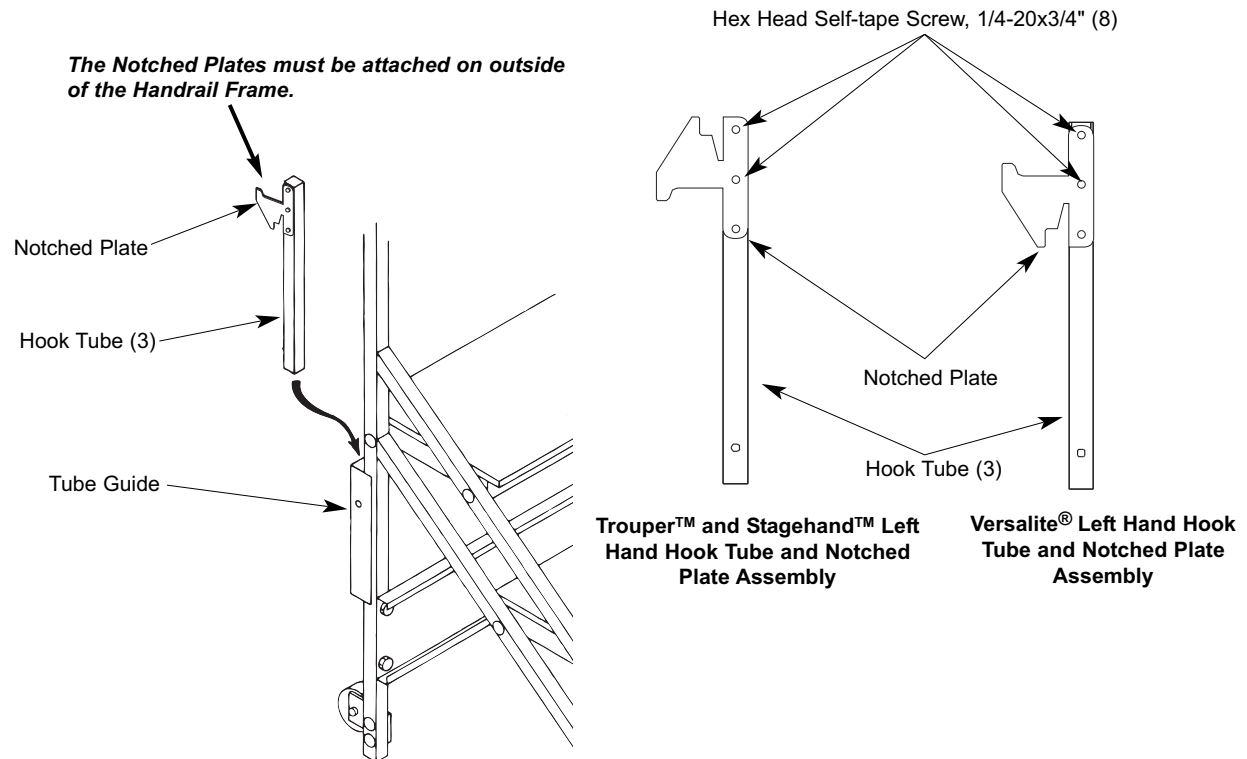 The Notched Plates must be attached on outside
of the Handrail Frame.
Notched Plate
Hook Tube (3)
Tube Guide
Hex Head Self-tape Screw, 1/4-20x3/4" (8)
Notched Plate
Hook Tube (3)
Trouper™ and Stagehand™ Left
Hand Hook Tube and Notched
Plate Assembly
Versalite® Left Hand Hook
Tube and Notched Plate
Assembly